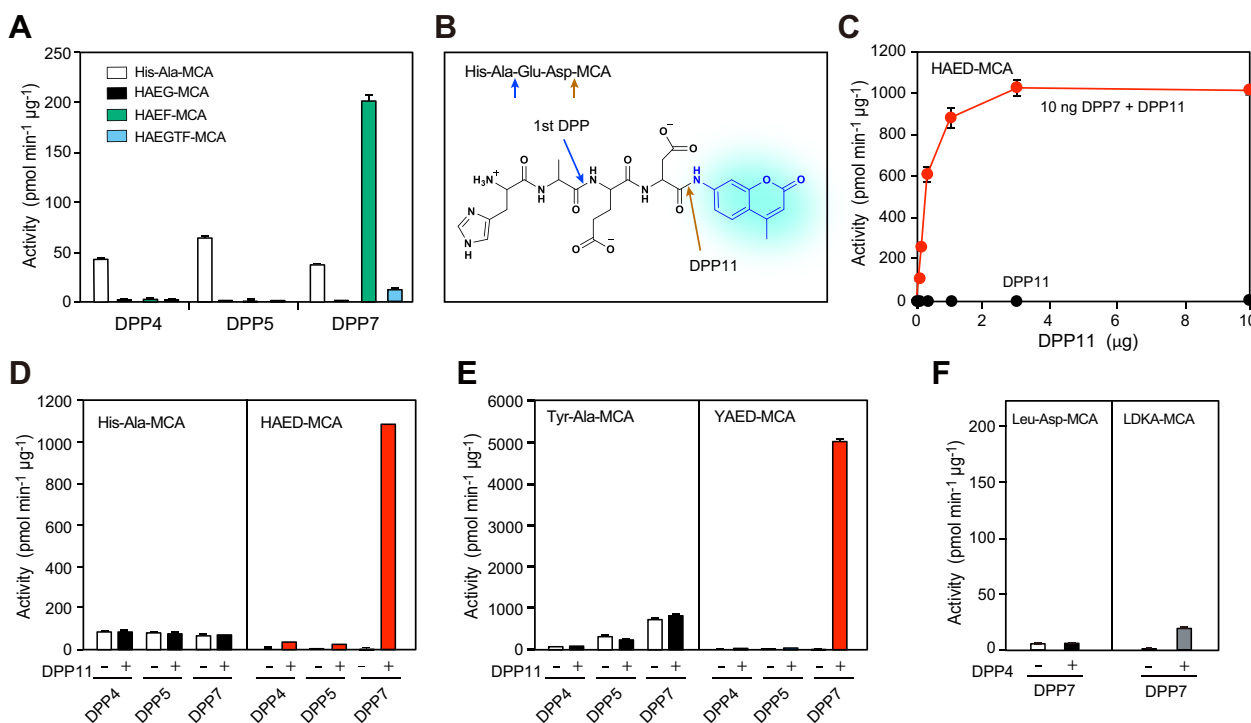 A
Activity (pmol min-1 µg-1)
250
200
150
100
50
0
His-Ala-MCA
HAEG-MCA
HAEF-MCA
HAEGTF-MCA
DPP4
DPP5
DPP7
B
His-Ala-Glu-Asp-MCA
1st DPP
O
O−
O
H
N
O
H
N
O
O
H3N
+
N
H
O
N
H
O
N
N
H
O
O−
DPP11
C
Activity (pmol min-1 µg-1)
1200
1000
800
600
400
200
0
HAED-MCA
10 ng DPP7 + DPP11
DPP11
0
2
4
6
8
10
DPP11 (µg)
D
Activity (pmol min-1 µg-1)
1200
1000
800
600
400
200
0
His-Ala-MCA
HAED-MCA
DPP11 - + - + - + - + - + - +
DPP4 DPP5 DPP7 DPP4 DPP5 DPP7
E
Activity (pmol min-1 µg-1)
6000
5000
4000
3000
2000
1000
0
Tyr-Ala-MCA
YAED-MCA
DPP11 - + - + - + - + - + - +
DPP4 DPP5 DPP7 DPP4 DPP5 DPP7
F
Activity (pmol min-1 µg-1)
200
150
100
50
0
Leu-Asp-MCA
LDKA-MCA
DPP4 - + - +
DPP7 DPP7